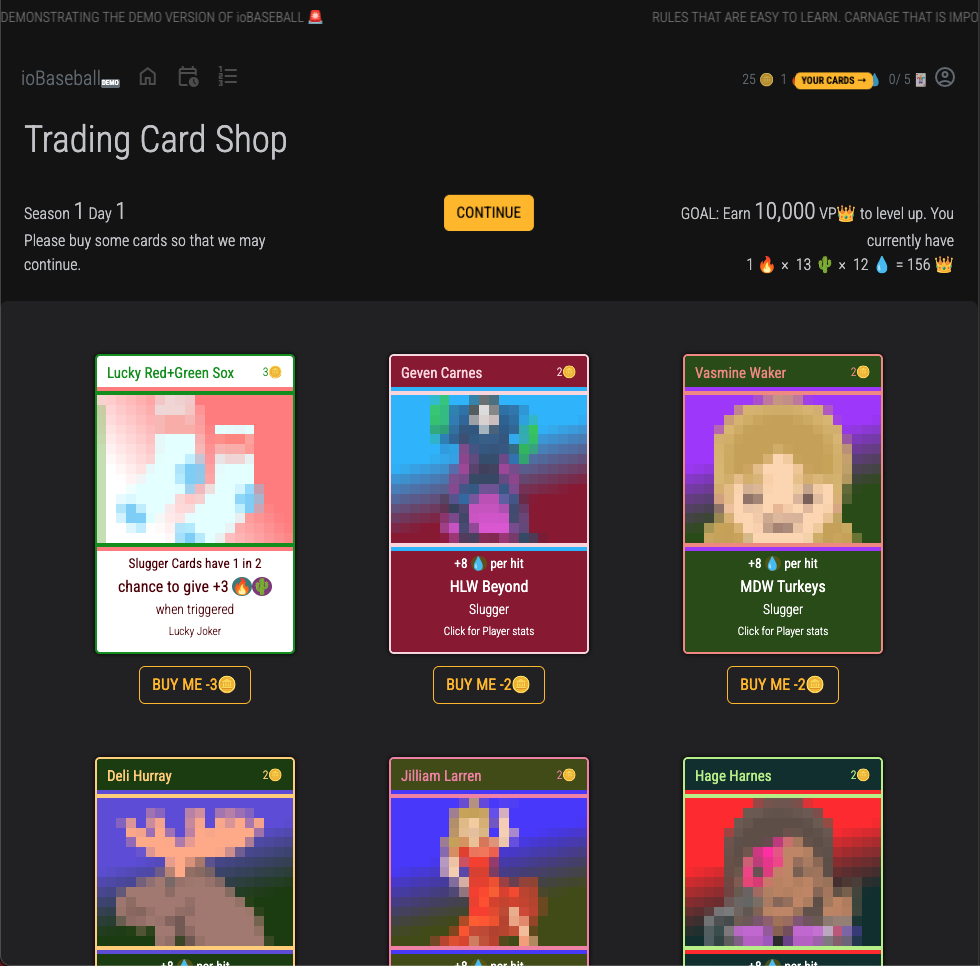 DEMONSTRATING THE DEMO VERSION OF ioBASEBALL 🚨
RULES THAT ARE EASY TO LEARN. CARNAGE THAT IS IMPO
ioBaseball DEMO
25 🪙 1 YOUR CARDS → 💧 0/ 5 🃏
Trading Card Shop
Season 1 Day 1
Please buy some cards so that we may
continue.
CONTINUE
GOAL: Earn 10,000 VP👑 to level up. You
currently have
1 🔥 × 13 🌵 × 12 💧 = 156 👑
Lucky Red+Green Sox 3🪙
Slugger Cards have 1 in 2
chance to give +3 🔥🌵
when triggered
Lucky Joker
BUY ME -3🪙
Geven Carnes 2🪙
+8 💧 per hit
HLW Beyond
Slugger
Click for Player stats
BUY ME -2🪙
Vasmine Waker 2🪙
+8 💧 per hit
MDW Turkeys
Slugger
Click for Player stats
BUY ME -2🪙
Deli Hurray 2🪙
+8 💧 per hit
Jilliam Larren 2🪙
+8 💧 per hit
Hage Harnes 2🪙
+8 💧 per hit